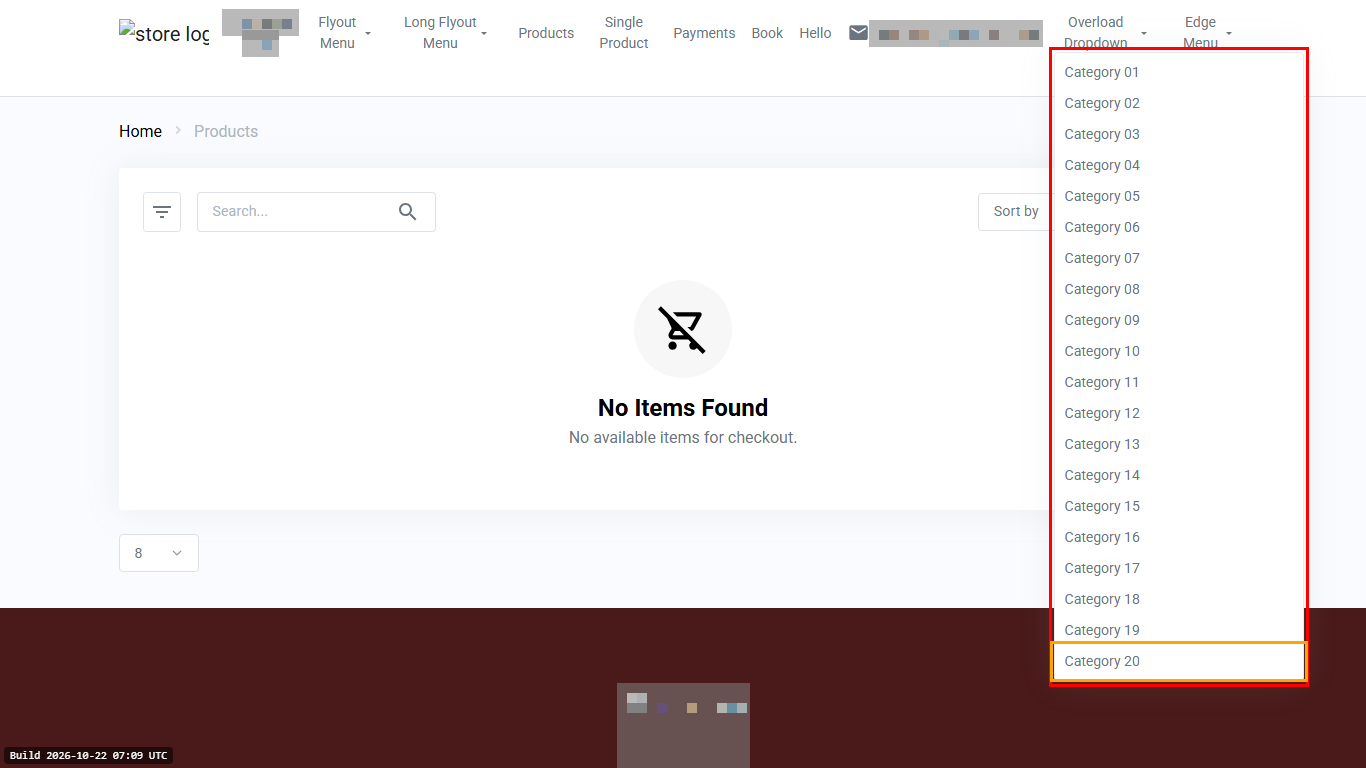 store log
Flyout
Menu
Long Flyout
Menu
Products
Single
Product
Payments
Book
Hello
Overload
Dropdown
Edge
Menu
Category 01
Category 02
Category 03
Category 04
Category 05
Category 06
Category 07
Category 08
Category 09
Category 10
Category 11
Category 12
Category 13
Category 14
Category 15
Category 16
Category 17
Category 18
Category 19
Category 20
Home
Products
Search...
Sort by
No Items Found
No available items for checkout.
8
Build 2026-10-22 07:09 UTC